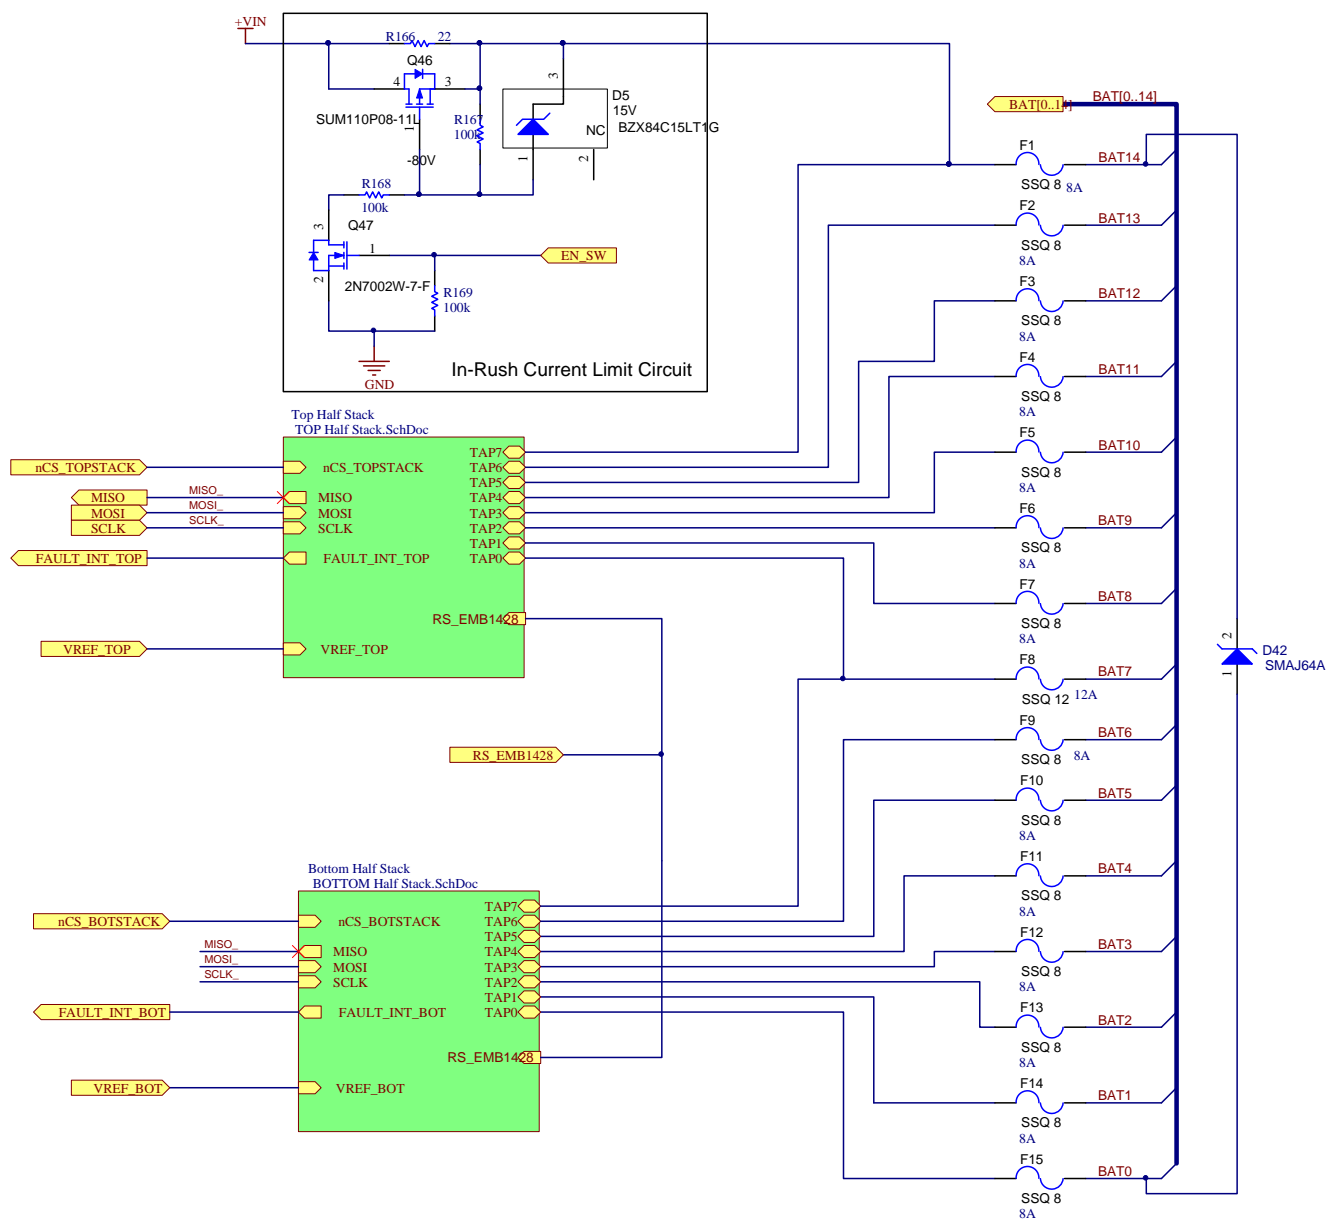 +VIN
R166 22
Q46
4
3
SUM110P08-11L
1
-80V
R167
100k
3
D5
15V
BZX84C15LT1G
NC
1
2
R168
100k
3
Q47
1
2
2N7002W-7-F
EN_SW
R169
100k
GND
In-Rush Current Limit Circuit
BAT[0..14]
BAT[0..14]
F1
BAT14
SSQ 8 8A
F2
BAT13
SSQ 8
8A
F3
BAT12
SSQ 8
8A
F4
BAT11
SSQ 8
8A
F5
BAT10
SSQ 8
8A
F6
BAT9
SSQ 8
8A
F7
BAT8
SSQ 8
8A
F8
BAT7
SSQ 12 12A
F9
BAT6
SSQ 8 8A
F10
BAT5
SSQ 8
8A
F11
BAT4
SSQ 8
8A
F12
BAT3
SSQ 8
8A
F13
BAT2
SSQ 8
8A
F14
BAT1
SSQ 8
8A
F15
BAT0
SSQ 8
8A
2
D42
SMAJ64A
1
Top Half Stack
TOP Half Stack.SchDoc
nCS_TOPSTACK
nCS_TOPSTACK
MISO
MISO_
MISO
MOSI
MOSI_
MOSI
SCLK
SCLK_
SCLK
FAULT_INT_TOP
FAULT_INT_TOP
VREF_TOP
VREF_TOP
TAP7
TAP6
TAP5
TAP4
TAP3
TAP2
TAP1
TAP0
RS_EMB1428
RS_EMB1428
Bottom Half Stack
BOTTOM Half Stack.SchDoc
nCS_BOTSTACK
nCS_BOTSTACK
MISO_
MISO
MOSI_
MOSI
SCLK_
SCLK
FAULT_INT_BOT
FAULT_INT_BOT
VREF_BOT
VREF_BOT
TAP7
TAP6
TAP5
TAP4
TAP3
TAP2
TAP1
TAP0
RS_EMB1428